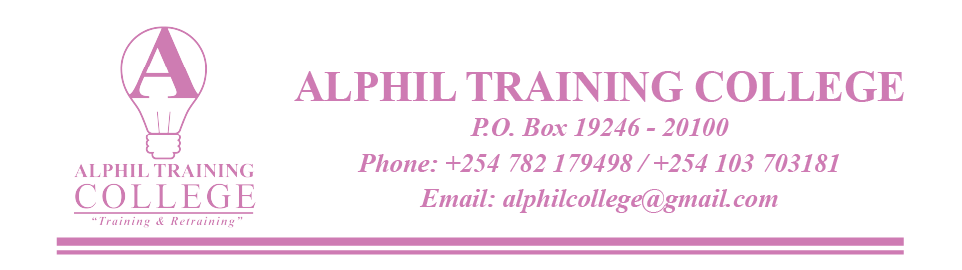 A
ALPHIL TRAINING
COLLEGE
“Training & Retraining”
ALPHIL TRAINING COLLEGE
P.O. Box 19246 - 20100
Phone: +254 782 179498 / +254 103 703181
Email: alphilcollege@gmail.com